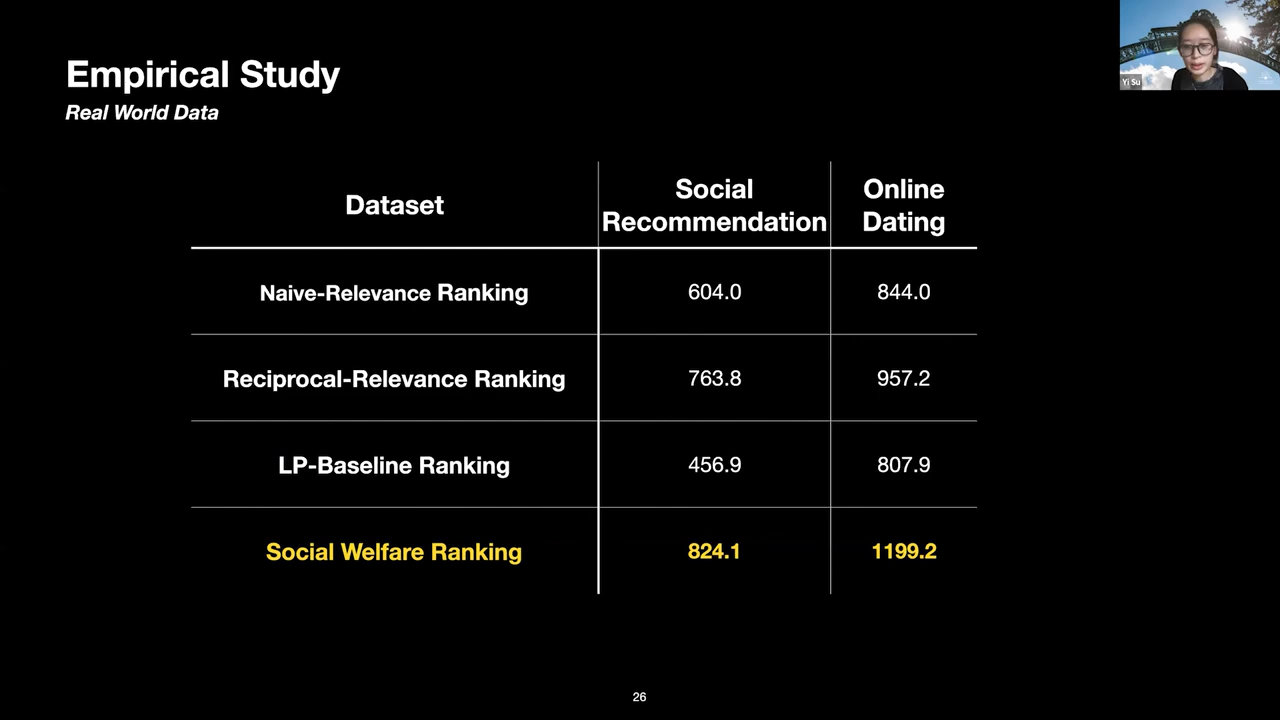 Empirical Study
Real World Data
Yi Su
Dataset
Social
Recommendation
Online
Dating
Naive-Relevance Ranking
604.0
844.0
Reciprocal-Relevance Ranking
763.8
957.2
LP-Baseline Ranking
456.9
807.9
Social Welfare Ranking
824.1
1199.2
26